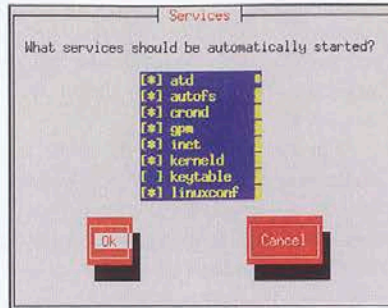 Services
What services should be automatically started?
[*] atd
[*] autofs
[*] crond
[*] gpm
[*] inet
[*] kerneld
[ ] keytable
[*] linuxconf
Ok
Cancel